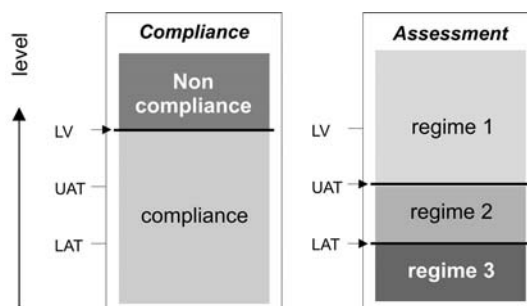 level
Compliance
Non
compliance
LV
UAT
compliance
LAT
Assessment
regime 1
LV
UAT
regime 2
LAT
regime 3